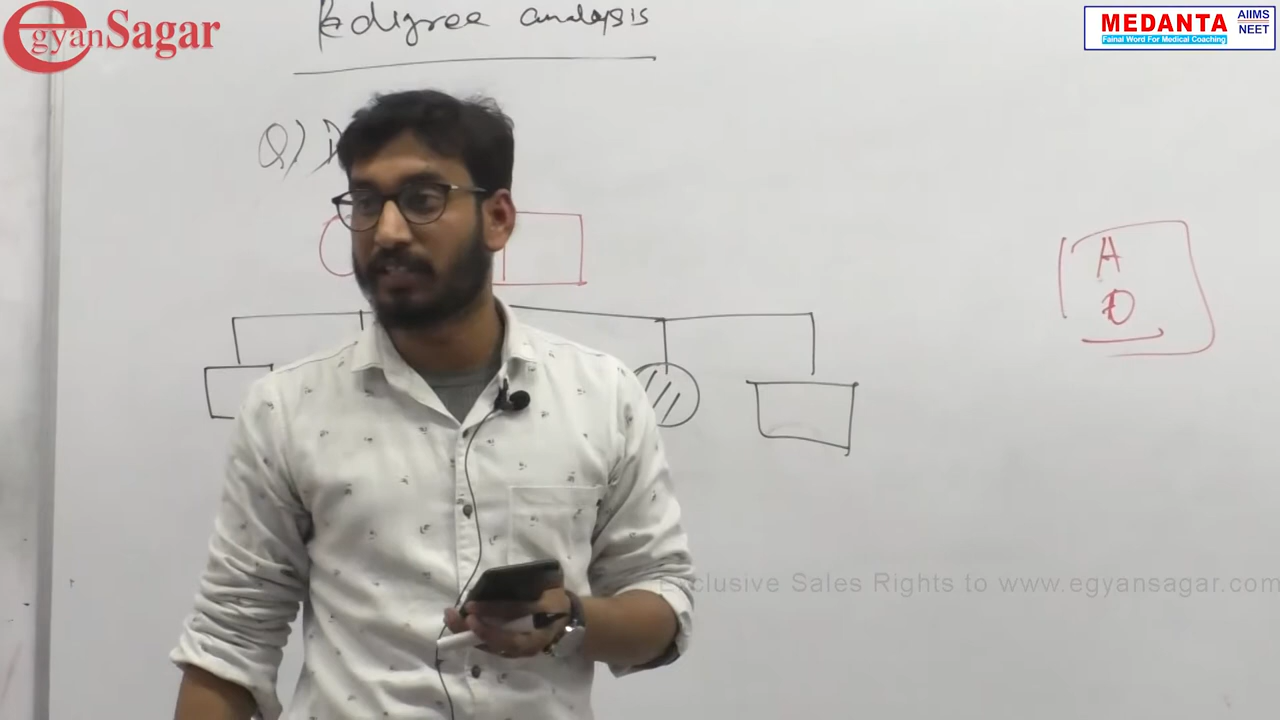 egyanSagar
Pedigree analysis
MEDANTA AIIMS NEET
Fainal Word For Medical Coaching
Q)
A
D
Exclusive Sales Rights to www.egyansagar.com